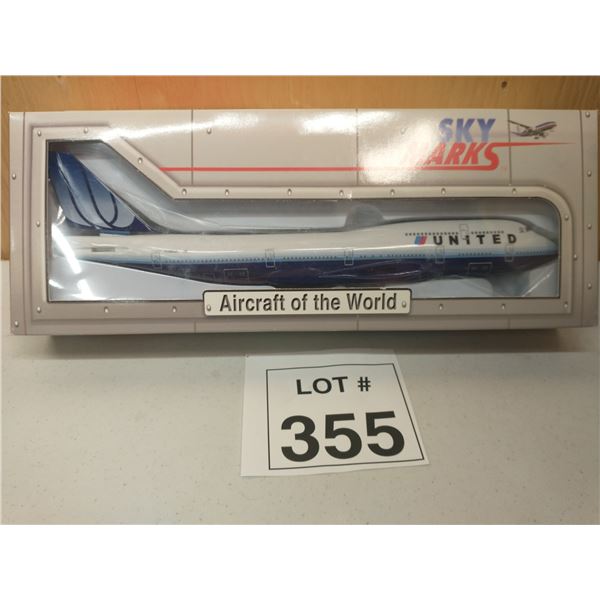 SKY
MARKS
UNITED
Aircraft of the World
LOT #
355